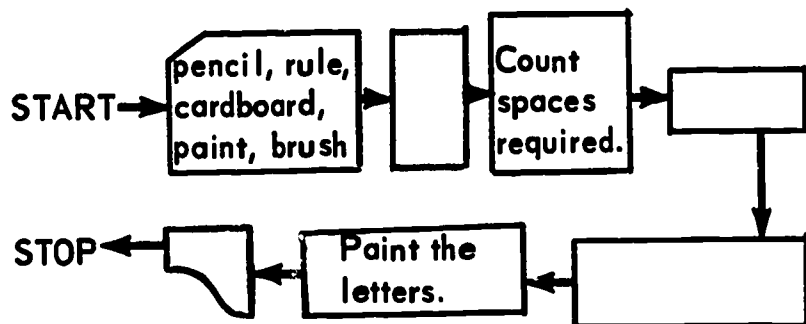 pencil, rule,
START cardboard,
paint, brush
Count
spaces
required.
STOP
Paint the
letters.